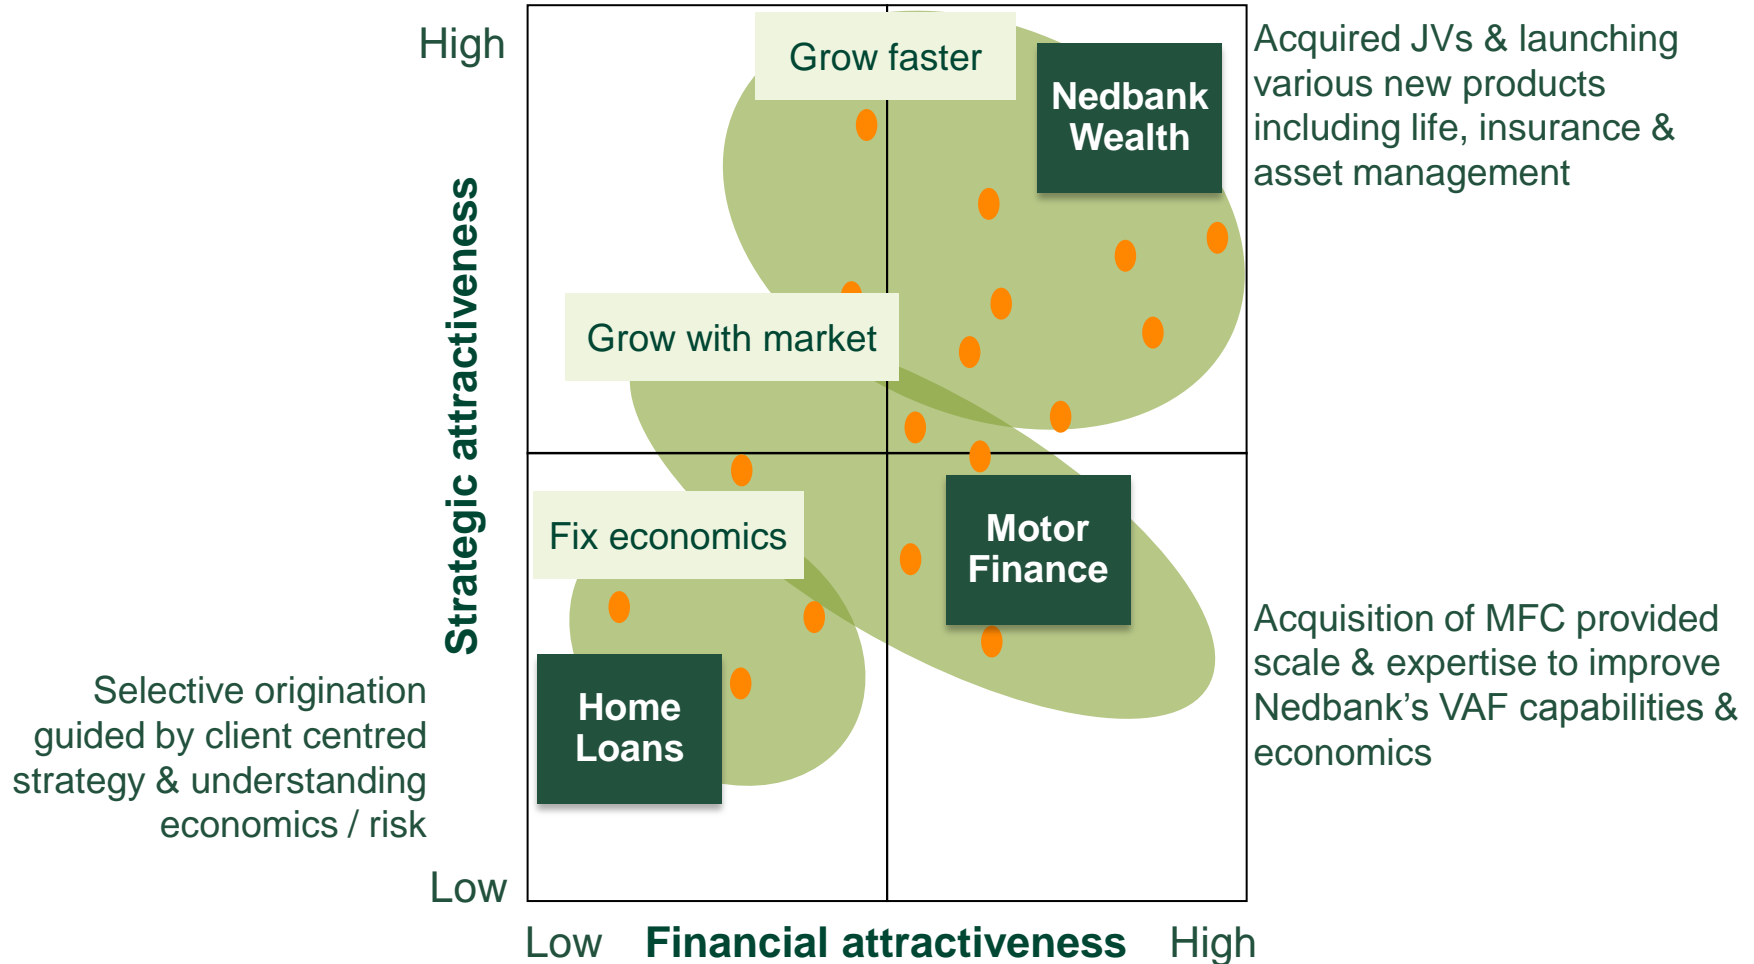 High
Grow faster
Nedbank
Wealth
Acquired JVs & launching
various new products
including life, insurance &
asset management
Strategic attractiveness
Grow with market
Fix economics
Motor
Finance
Home
Loans
Selective origination
guided by client centred
strategy & understanding
economics / risk
Acquisition of MFC provided
scale & expertise to improve
Nedbank’s VAF capabilities &
economics
Low
Low Financial attractiveness High